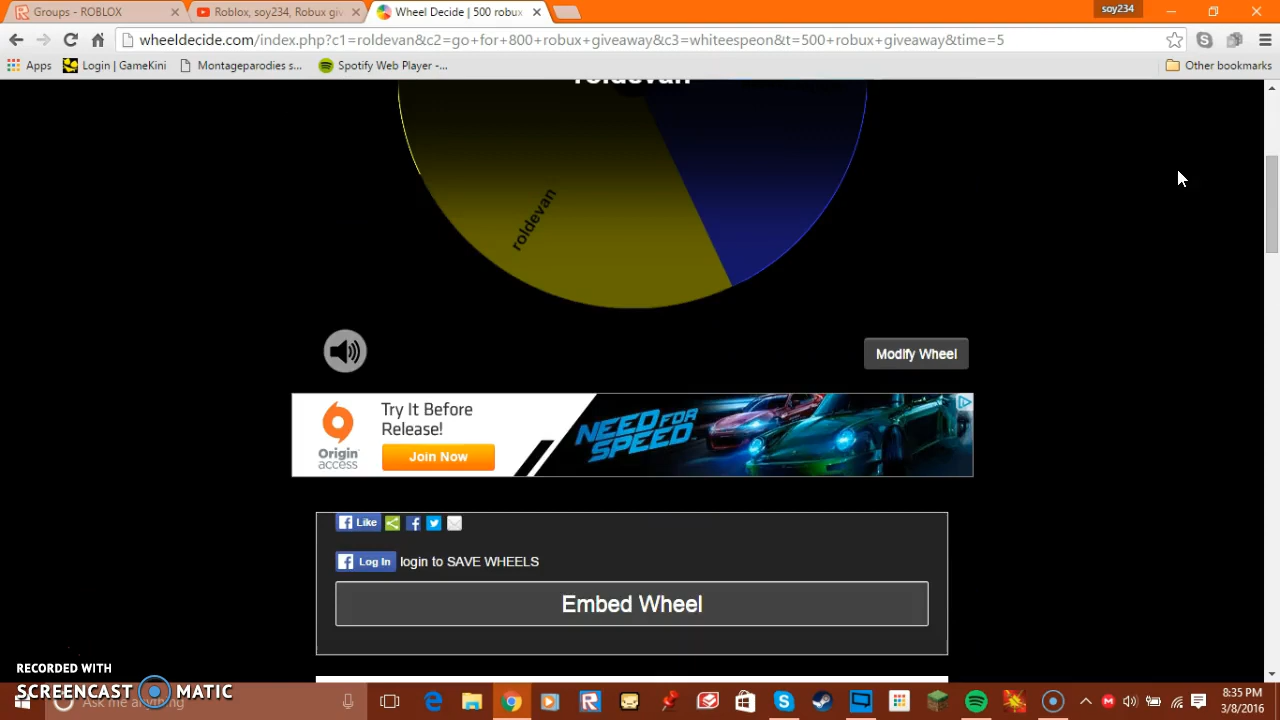 Groups - ROBLOX
Roblox, soy234, Robux giv
Wheel Decide | 500 robux
soy234
wheeldecide.com/index.php?c1=roldevan&c2=go+for+800+robux+giveaway&c3=whiteespeon&t=500+robux+giveaway&time=5
Apps
Login | GameKini
Montageparodies s...
Spotify Web Player -...
Other bookmarks
roldevan
roldevan
Modify Wheel
Try It Before
Release!
Origin
access
Join Now
NEED FOR
SPEED
Like
Log In login to SAVE WHEELS
Embed Wheel
RECORDED WITH
SCREENCAST MATIC
Ask me anything
8:35 PM
3/8/2016